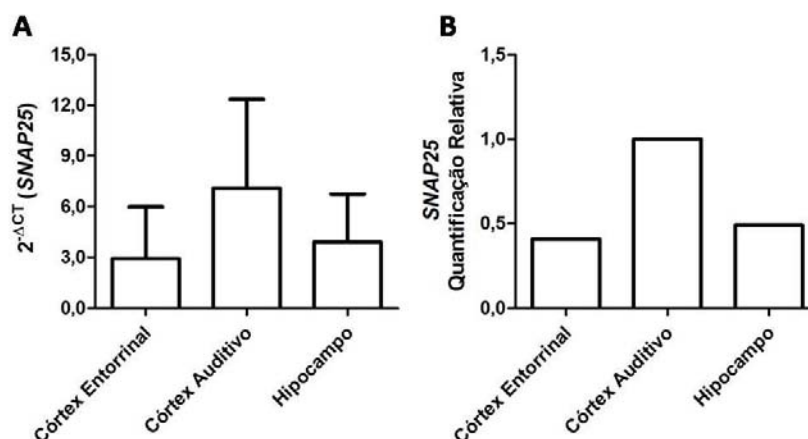 A
2-ΔCT (SNAP25)
15,0
12,0
9,0
6,0
3,0
0,0
Córtex Entorrinal
Córtex Auditivo
Hipocampo
B
SNAP25
Quantificação Relativa
1,5
1,0
0,5
0,0
Córtex Entorrinal
Córtex Auditivo
Hipocampo